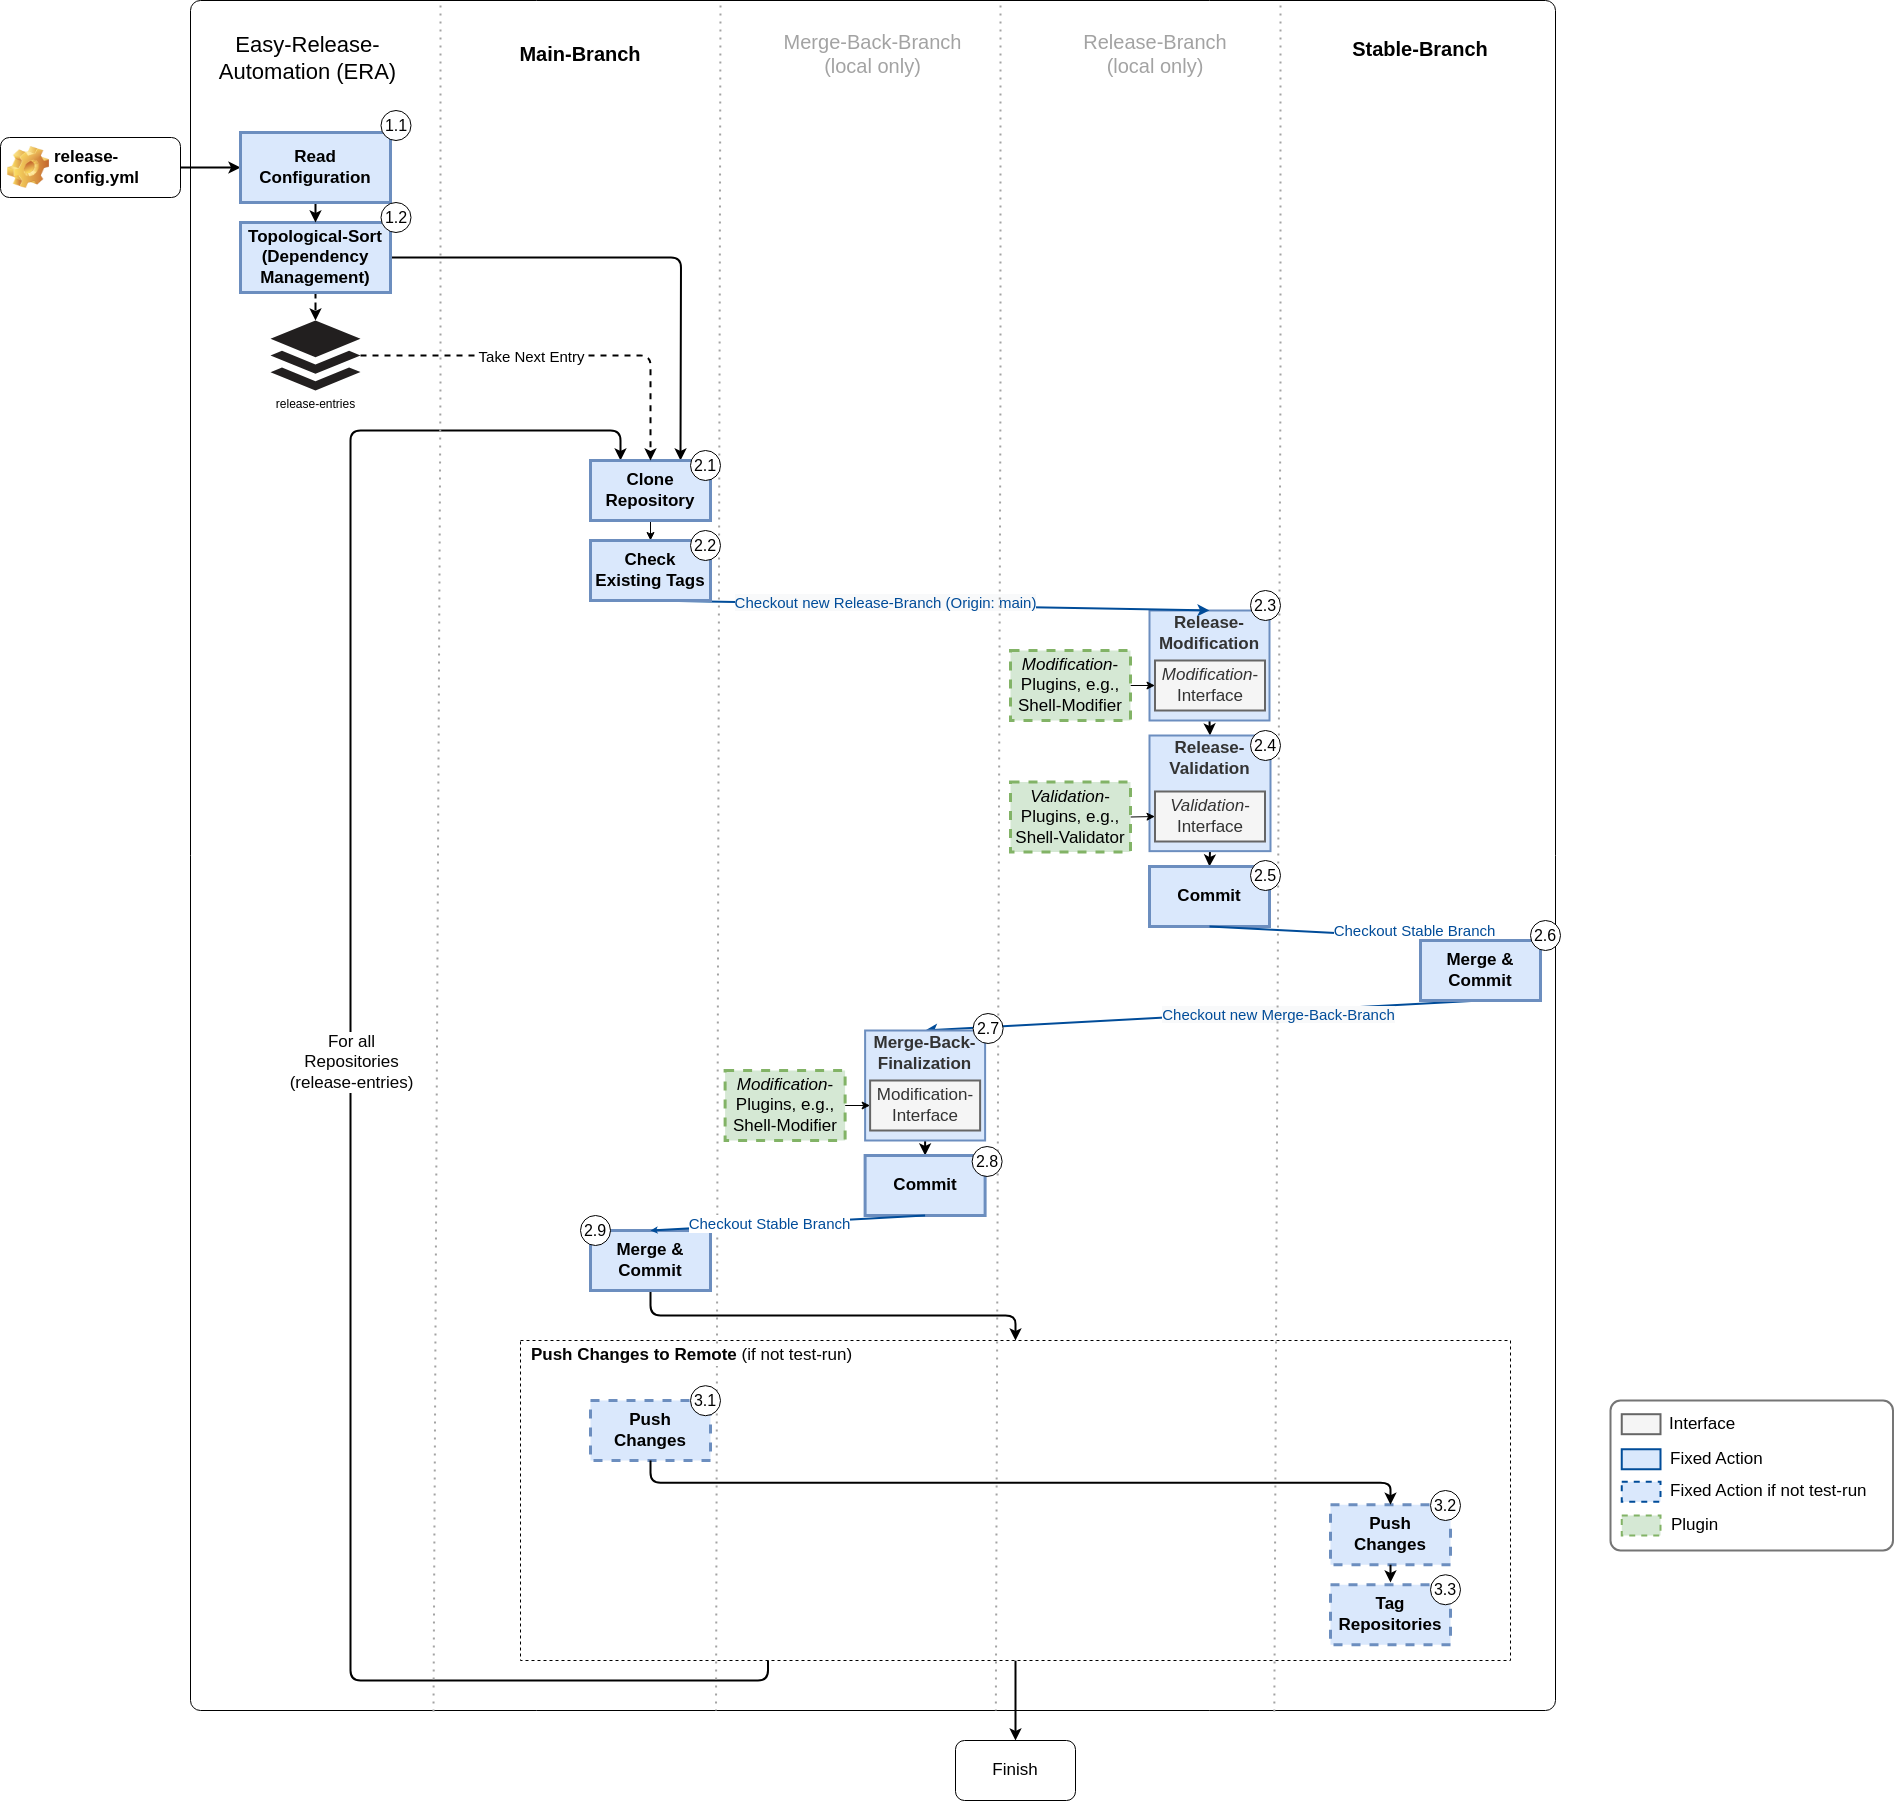 Easy-Release-
Automation (ERA)
Main-Branch
Merge-Back-Branch
(local only)
Release-Branch
(local only)
Stable-Branch
release-
config.yml
1.1
Read
Configuration
1.2
Topological-Sort
(Dependency
Management)
release-entries
Take Next Entry
2.1
Clone
Repository
2.2
Check
Existing Tags
Checkout new Release-Branch (Origin: main)
2.3
Release-
Modification
Modification-
Interface
Modification-
Plugins, e.g.,
Shell-Modifier
2.4
Release-
Validation
Validation-
Interface
Validation-
Plugins, e.g.,
Shell-Validator
2.5
Commit
Checkout Stable Branch
2.6
Merge &
Commit
Checkout new Merge-Back-Branch
2.7
Merge-Back-
Finalization
Modification-
Interface
Modification-
Plugins, e.g.,
Shell-Modifier
2.8
Commit
Checkout Stable Branch
2.9
Merge &
Commit
For all
Repositories
(release-entries)
Push Changes to Remote (if not test-run)
3.1
Push
Changes
3.2
Push
Changes
3.3
Tag
Repositories
Finish
Interface
Fixed Action
Fixed Action if not test-run
Plugin